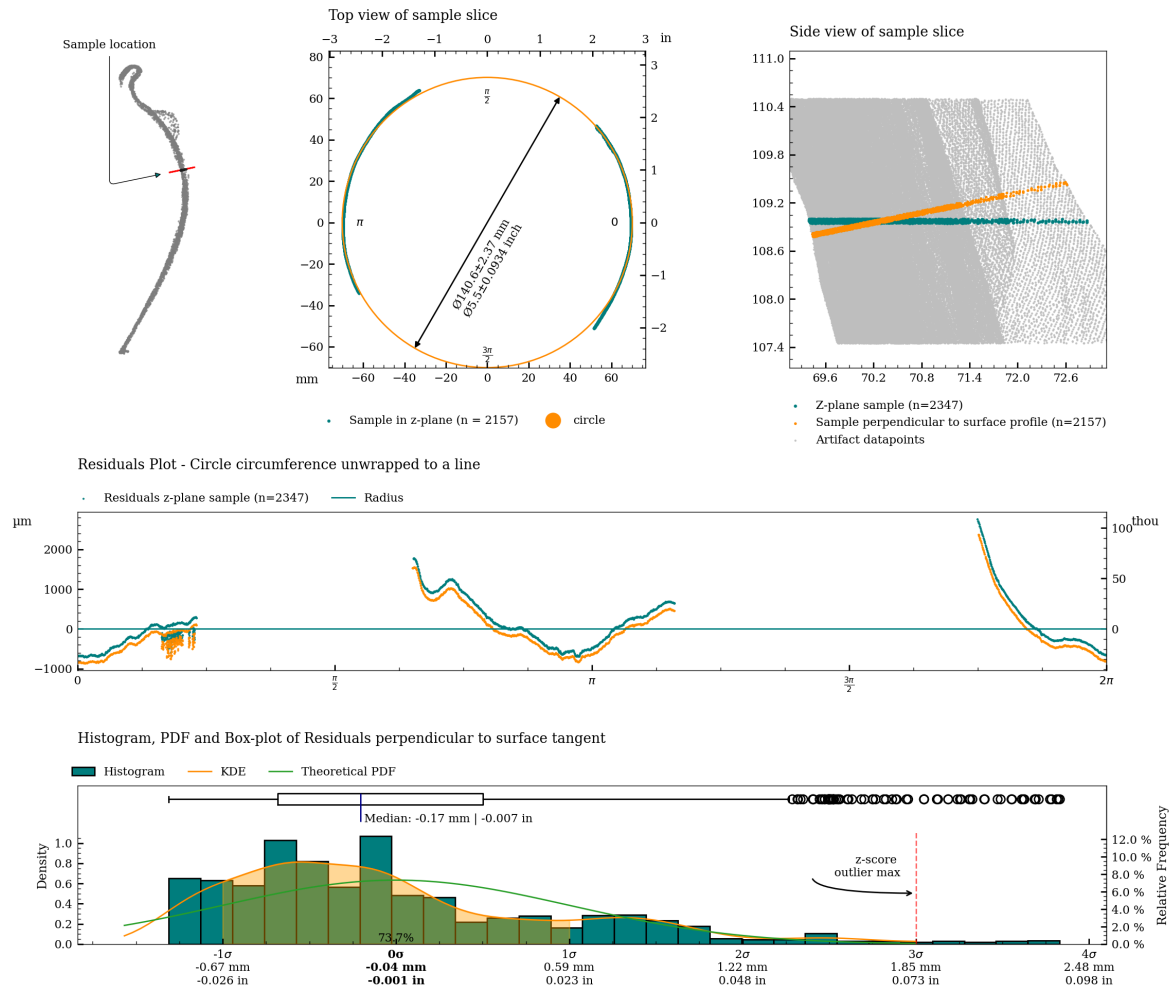 Sample location
Top view of sample slice
−3 −2 −1 0 1 2 3 in
80
60
40
20
0
−20
−40
−60
mm
3
2
1
0
−1
−2
π/2
π
0
3π/2
Ø140.6±2.37 mm
Ø5.5±0.0934 inch
−60 −40 −20 0 20 40 60
Sample in z-plane (n = 2157)
circle
Side view of sample slice
111.0
110.4
109.8
109.2
108.6
108.0
107.4
69.6 70.2 70.8 71.4 72.0 72.6
Z-plane sample (n=2347)
Sample perpendicular to surface profile (n=2157)
Artifact datapoints
Residuals Plot - Circle circumference unwrapped to a line
Residuals z-plane sample (n=2347)
Radius
µm
2000
1000
0
−1000
thou
100
50
0
0 π/2 π 3π/2 2π
Histogram, PDF and Box-plot of Residuals perpendicular to surface tangent
Histogram
KDE
Theoretical PDF
Median: -0.17 mm | -0.007 in
Density
1.0
0.8
0.6
0.4
0.2
0.0
z-score
outlier max
73.7%
12.0 %
10.0 %
8.0 %
6.0 %
4.0 %
2.0 %
0.0 %
Relative Frequency
-1σ 0σ 1σ 2σ 3σ 4σ
-0.67 mm -0.04 mm 0.59 mm 1.22 mm 1.85 mm 2.48 mm
-0.026 in -0.001 in 0.023 in 0.048 in 0.073 in 0.098 in